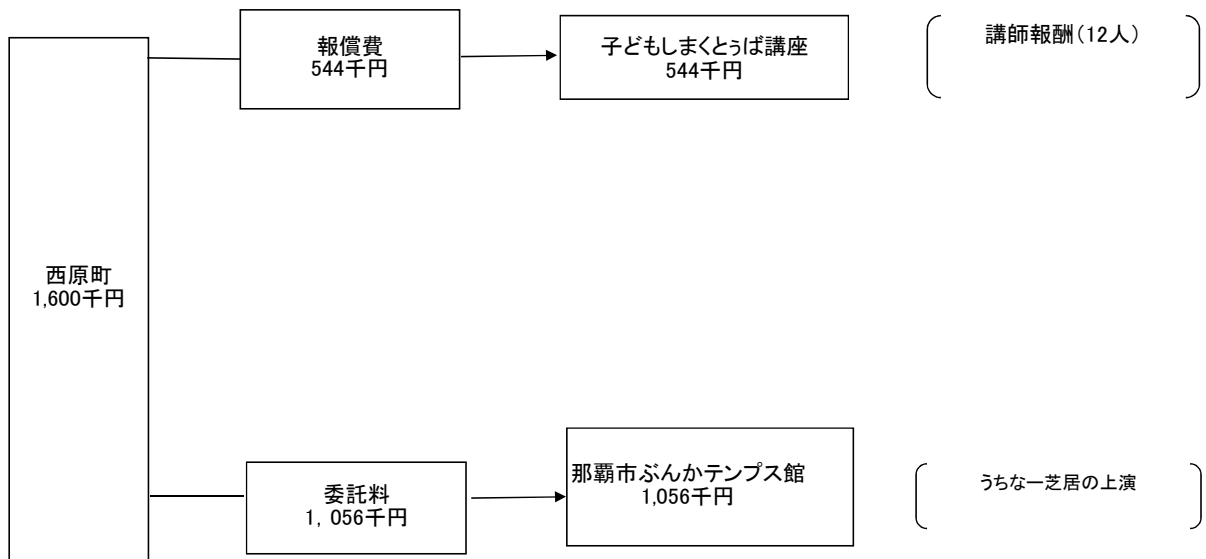 報償費
544千円
子どもしまくとぅば講座
544千円
講師報酬(12人)
西原町
1,600千円
委託料
1，056千円
那覇市ぶんかテンプス館
1,056千円
うちなー芝居の上演